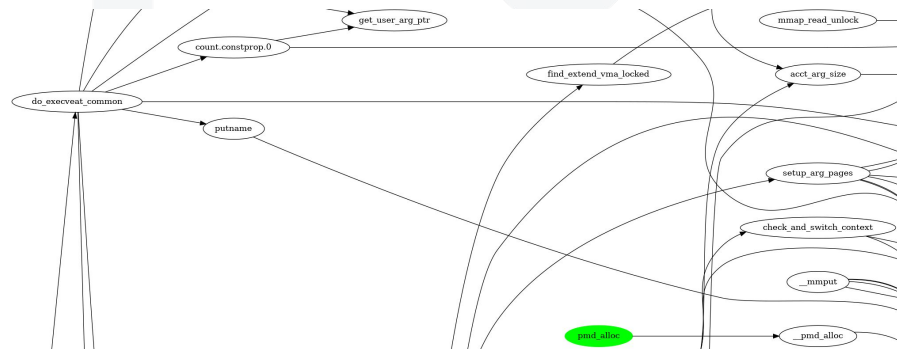 get_user_arg_ptr
mmap_read_unlock
count.constprop.0
find_extend_vma_locked
acct_arg_size
do_execveat_common
putname
setup_arg_pages
check_and_switch_context
__mmput
pmd_alloc
__pmd_alloc